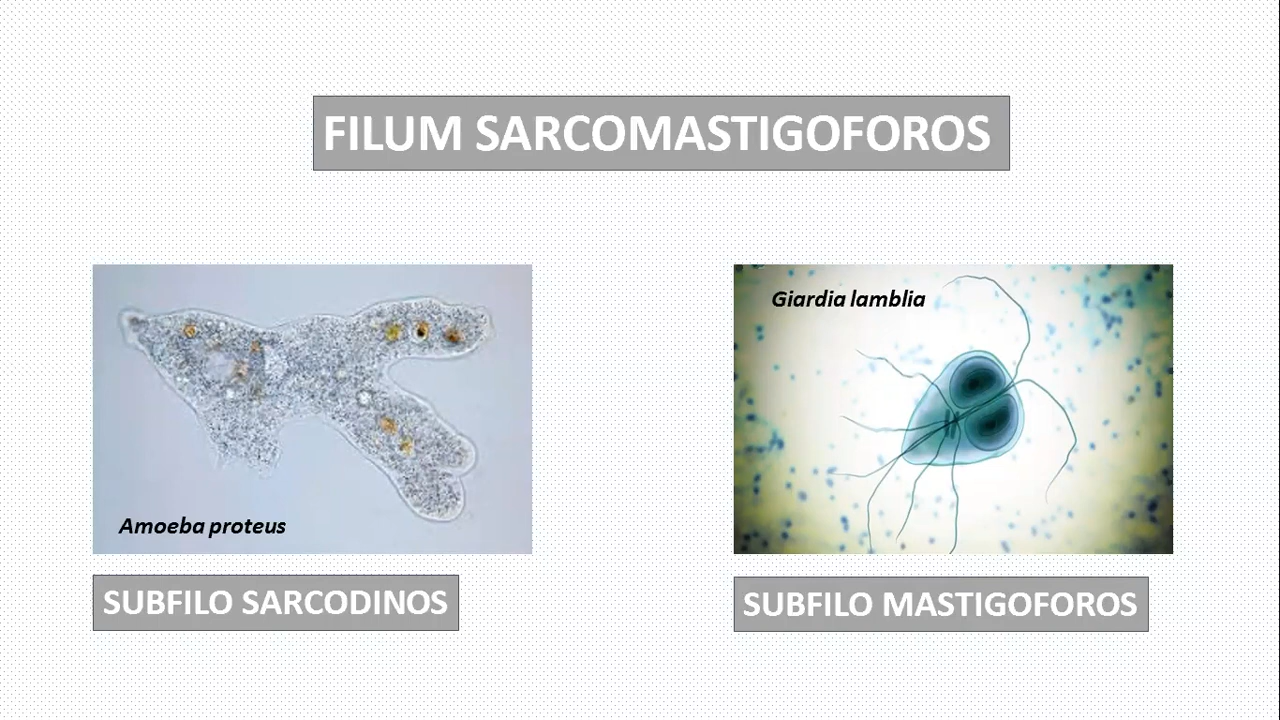 FILUM SARCOMASTIGOFOROS
Giardia lamblia
Amoeba proteus
SUBFILO SARCODINOS
SUBFILO MASTIGOFOROS